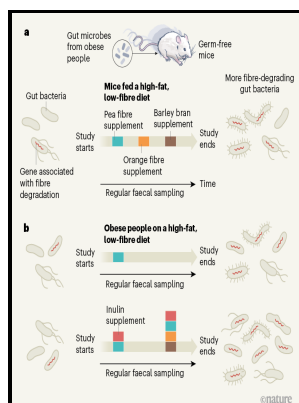 a
Gut microbes
from obese
people
Germ-free
mice
Gut bacteria
Mice fed a high-fat,
low-fibre diet
More fibre-degrading
gut bacteria
Pea fibre
supplement
Barley bran
supplement
Study
starts
Study
ends
Orange fibre
supplement
Gene associated
with fibre
degradation
Time
Regular faecal sampling
b
Obese people on a high-fat,
low-fibre diet
Study
starts
Study
ends
Regular faecal sampling
Inulin
supplement
Study
starts
Study
ends
Regular faecal sampling
©nature